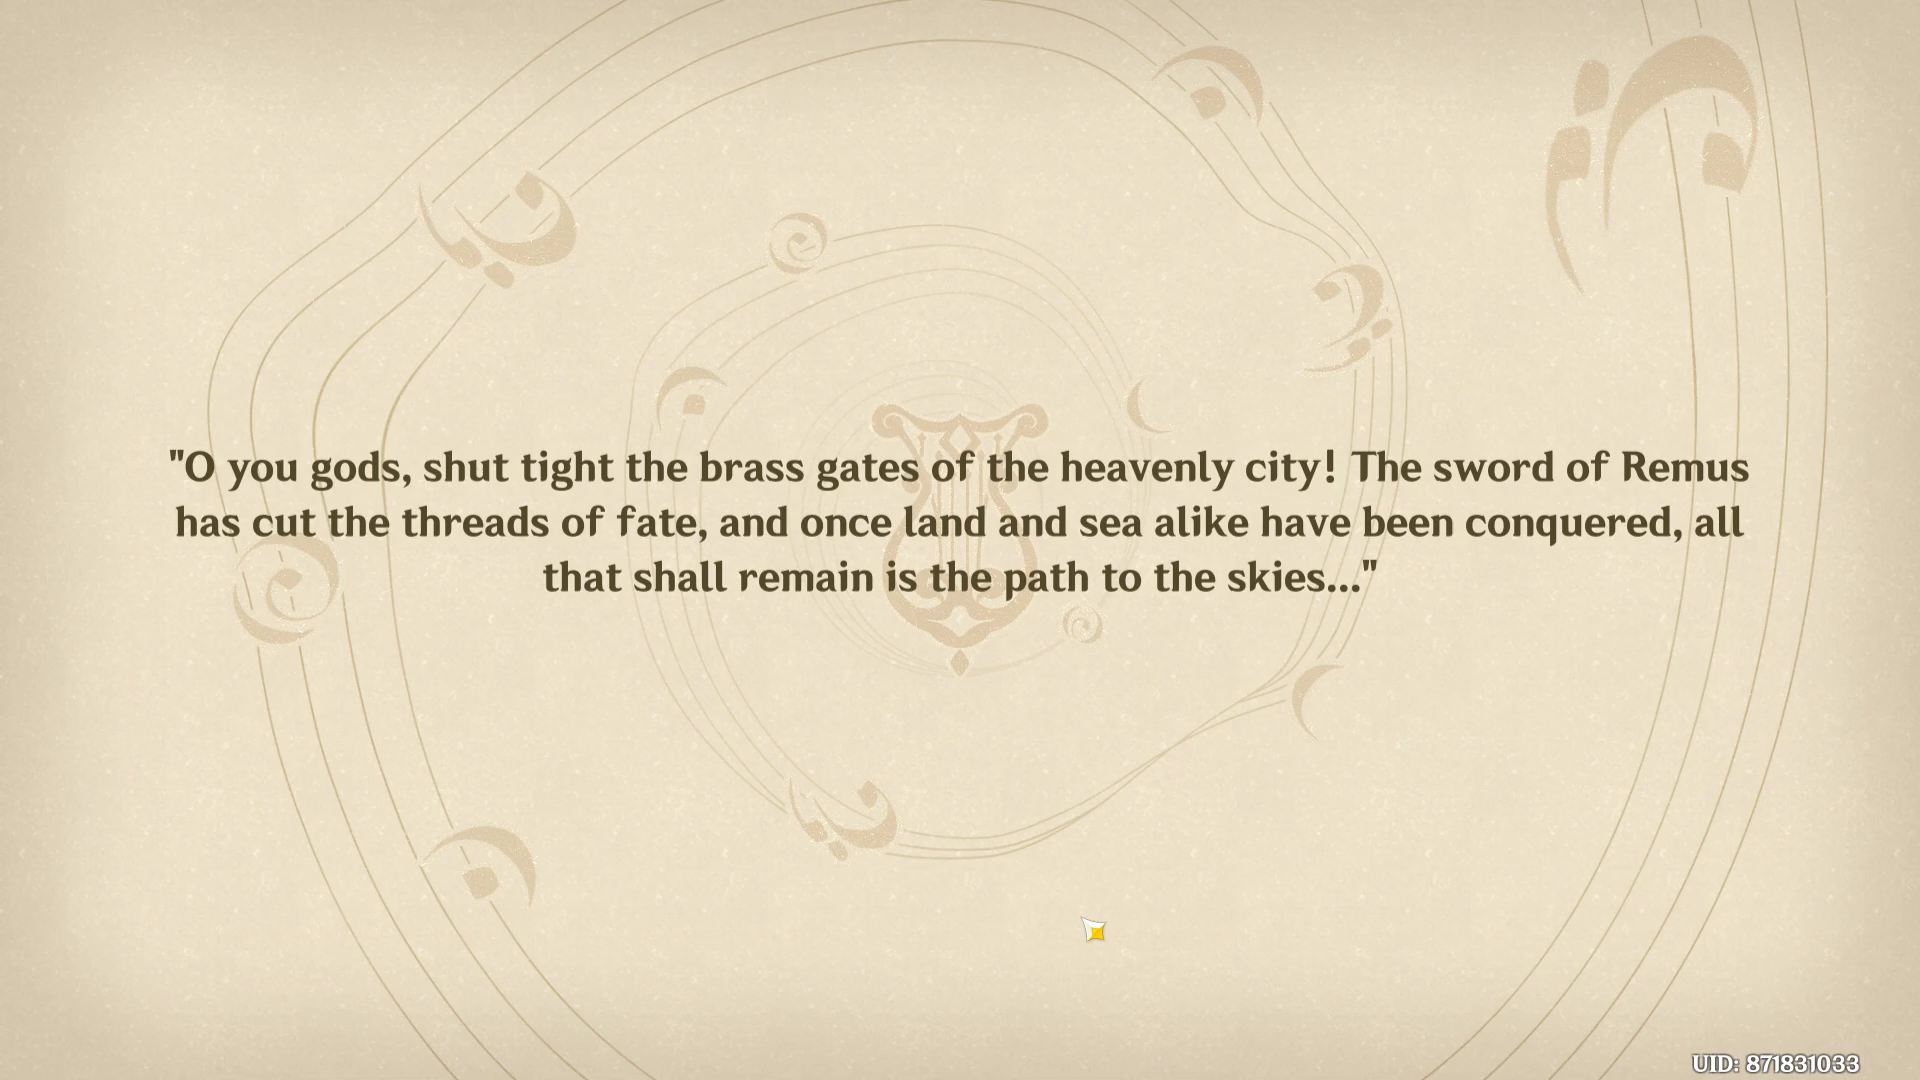 "O you gods, shut tight the brass gates of the heavenly city! The sword of Remus
has cut the threads of fate, and once land and sea alike have been conquered, all
that shall remain is the path to the skies..."
UID: 871831033